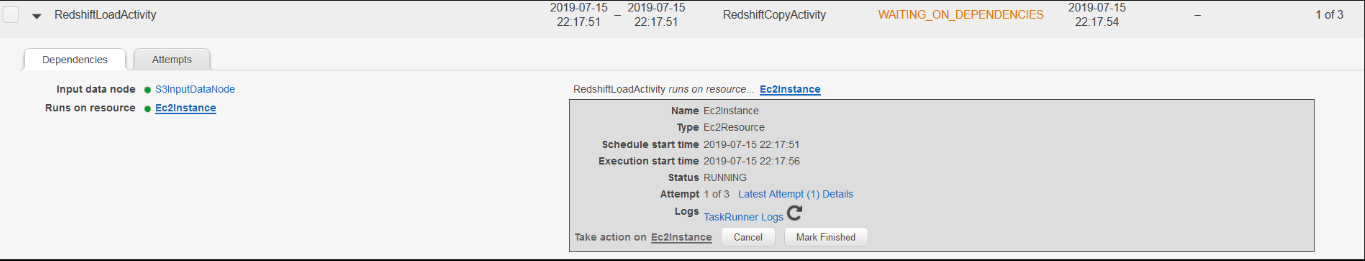 RedshiftLoadActivity 2019-07-15 22:17:51 – 2019-07-15 22:17:51 RedshiftCopyActivity WAITING_ON_DEPENDENCIES 2019-07-15 22:17:54 – 1 of 3
Dependencies Attempts
Input data node S3InputDataNode
Runs on resource Ec2Instance
RedshiftLoadActivity runs on resource... Ec2Instance
Name Ec2Instance
Type Ec2Resource
Schedule start time 2019-07-15 22:17:51
Execution start time 2019-07-15 22:17:56
Status RUNNING
Attempt 1 of 3 Latest Attempt (1) Details
Logs TaskRunner Logs
Take action on Ec2Instance Cancel Mark Finished